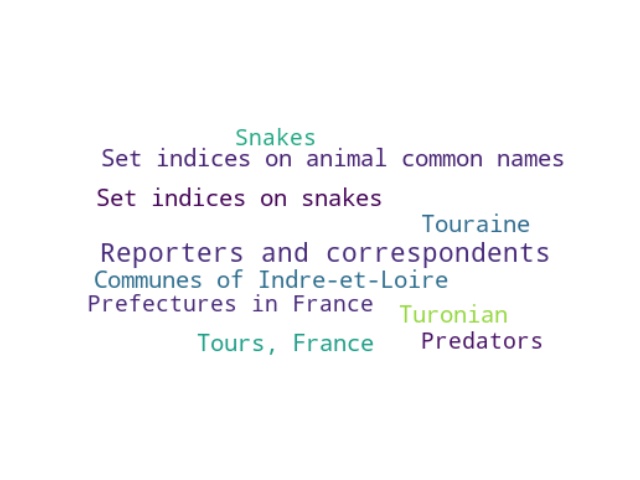 Snakes
Set indices on animal common names
Set indices on snakes
Touraine
Reporters and correspondents
Communes of Indre-et-Loire
Prefectures in France
Turonian
Tours, France
Predators